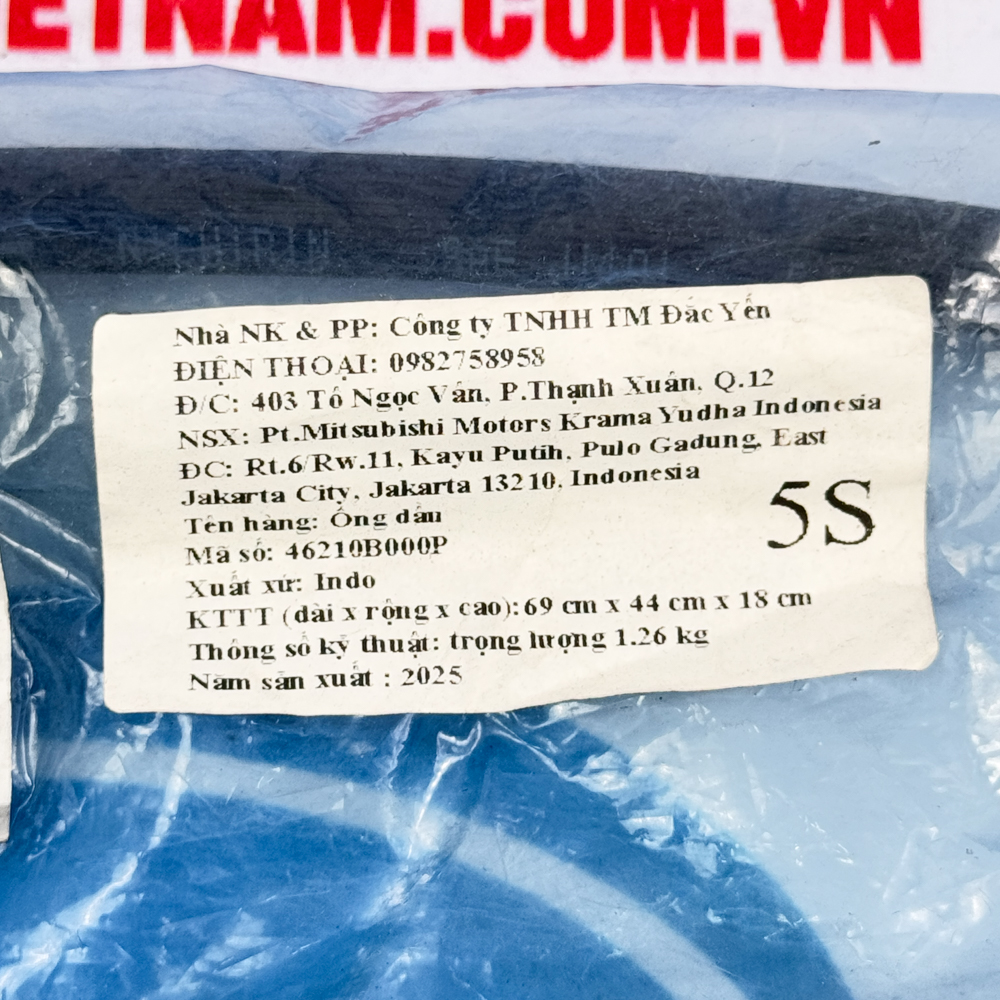 ETNAM.COM.VN
Nhà NK & PP: Công ty TNHH TM Đắc Yến
ĐIỆN THOẠI: 0982758958
Đ/C: 403 Tô Ngọc Vân, P.Thạnh Xuân, Q.12
NSX: Pt.Mitsubishi Motors Krama Yudha Indonesia
ĐC: Rt.6/Rw.11, Kayu Putih, Pulo Gadung, East
Jakarta City, Jakarta 13210, Indonesia
Tên hàng: Ống dầu
Mã số: 46210B000P
Xuất xứ: Indo
5S
KTTT (dài x rộng x cao):69 cm x 44 cm x 18 cm
Thông số kỹ thuật: trọng lượng 1.26 kg
Năm sản xuất : 2025